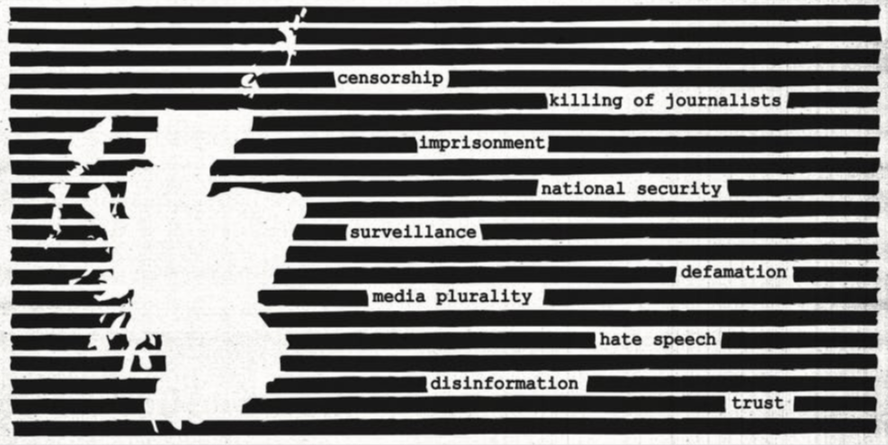 censorship
killing of journalists
imprisonment
national security
surveillance
defamation
media plurality
hate speech
disinformation
trust